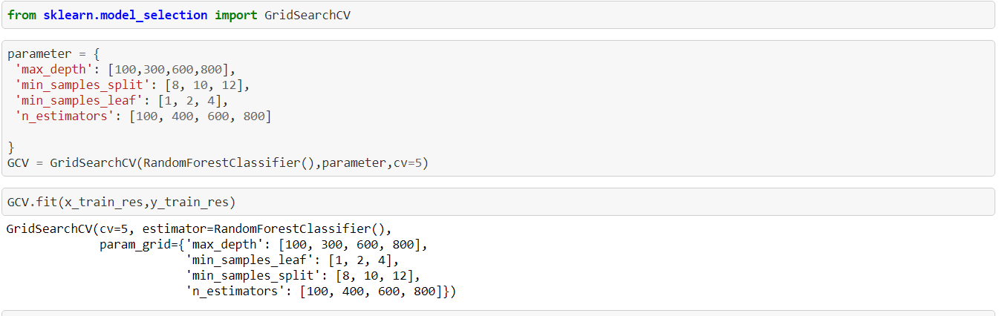 from sklearn.model_selection import GridSearchCV
parameter = {
 'max_depth': [100,300,600,800],
 'min_samples_split': [8, 10, 12],
 'min_samples_leaf': [1, 2, 4],
 'n_estimators': [100, 400, 600, 800]
}
GCV = GridSearchCV(RandomForestClassifier(),parameter,cv=5)
GCV.fit(x_train_res,y_train_res)
GridSearchCV(cv=5, estimator=RandomForestClassifier(),
             param_grid={'max_depth': [100, 300, 600, 800],
                         'min_samples_leaf': [1, 2, 4],
                         'min_samples_split': [8, 10, 12],
                         'n_estimators': [100, 400, 600, 800]})